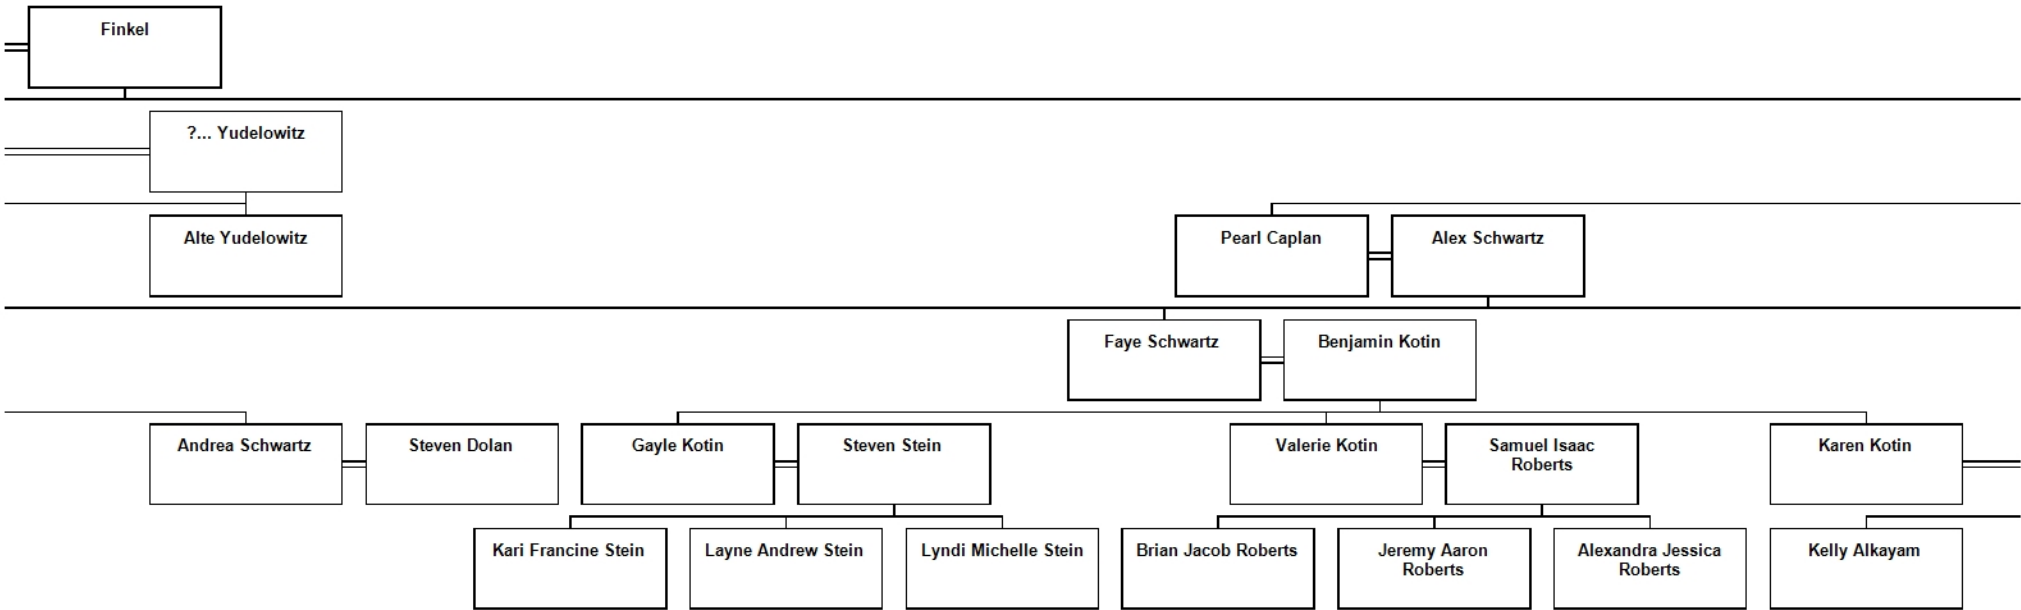 Finkel
?... Yudelowitz
Alte Yudelowitz
Pearl Caplan
Alex Schwartz
Faye Schwartz
Benjamin Kotin
Andrea Schwartz
Steven Dolan
Gayle Kotin
Steven Stein
Valerie Kotin
Samuel Isaac
Roberts
Karen Kotin
Kari Francine Stein
Layne Andrew Stein
Lyndi Michelle Stein
Brian Jacob Roberts
Jeremy Aaron
Roberts
Alexandra Jessica
Roberts
Kelly Alkayam